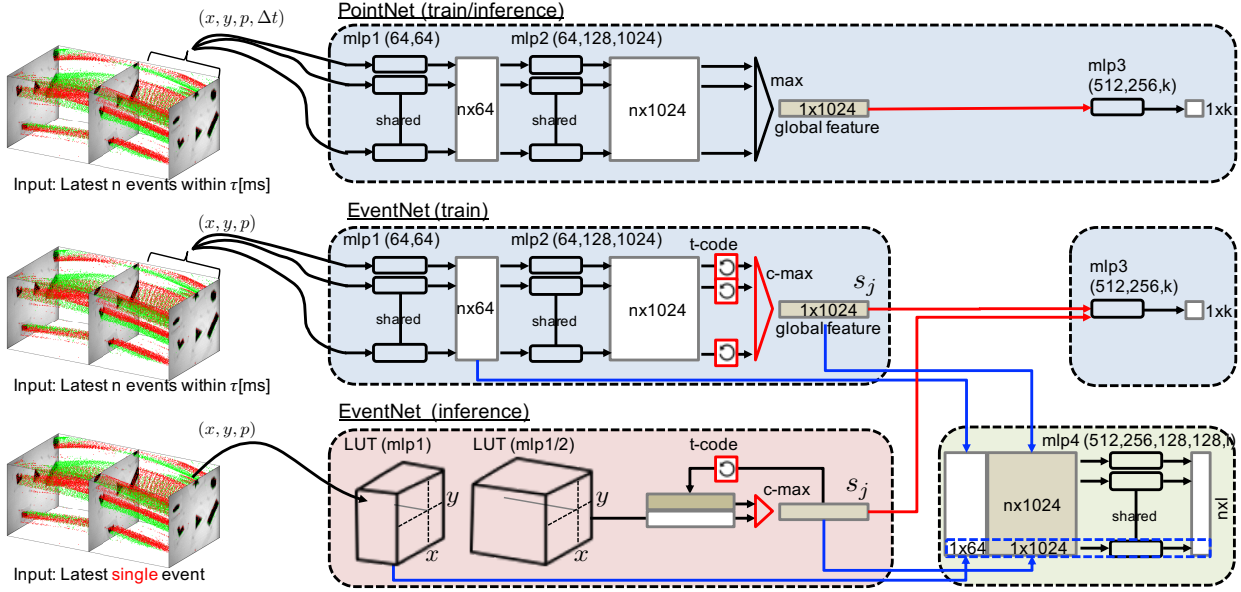 PointNet (train/inference)
(x, y, p, Δt)
mlp1 (64,64)
mlp2 (64,128,1024)
shared
nx64
shared
nx1024
max
1x1024
global feature
mlp3
(512,256,k)
1xk
Input: Latest n events within τ[ms]
EventNet (train)
(x, y, p)
mlp1 (64,64)
mlp2 (64,128,1024)
t-code
shared
nx64
shared
nx1024
c-max
s_j
1x1024
global feature
mlp3
(512,256,k)
1xk
Input: Latest n events within τ[ms]
EventNet (inference)
(x, y, p)
LUT (mlp1)
LUT (mlp1/2)
y
x
y
x
t-code
c-max
s_j
mlp4 (512,256,128,128,l)
nx1024
shared
nxl
1x64
1x1024
Input: Latest single event